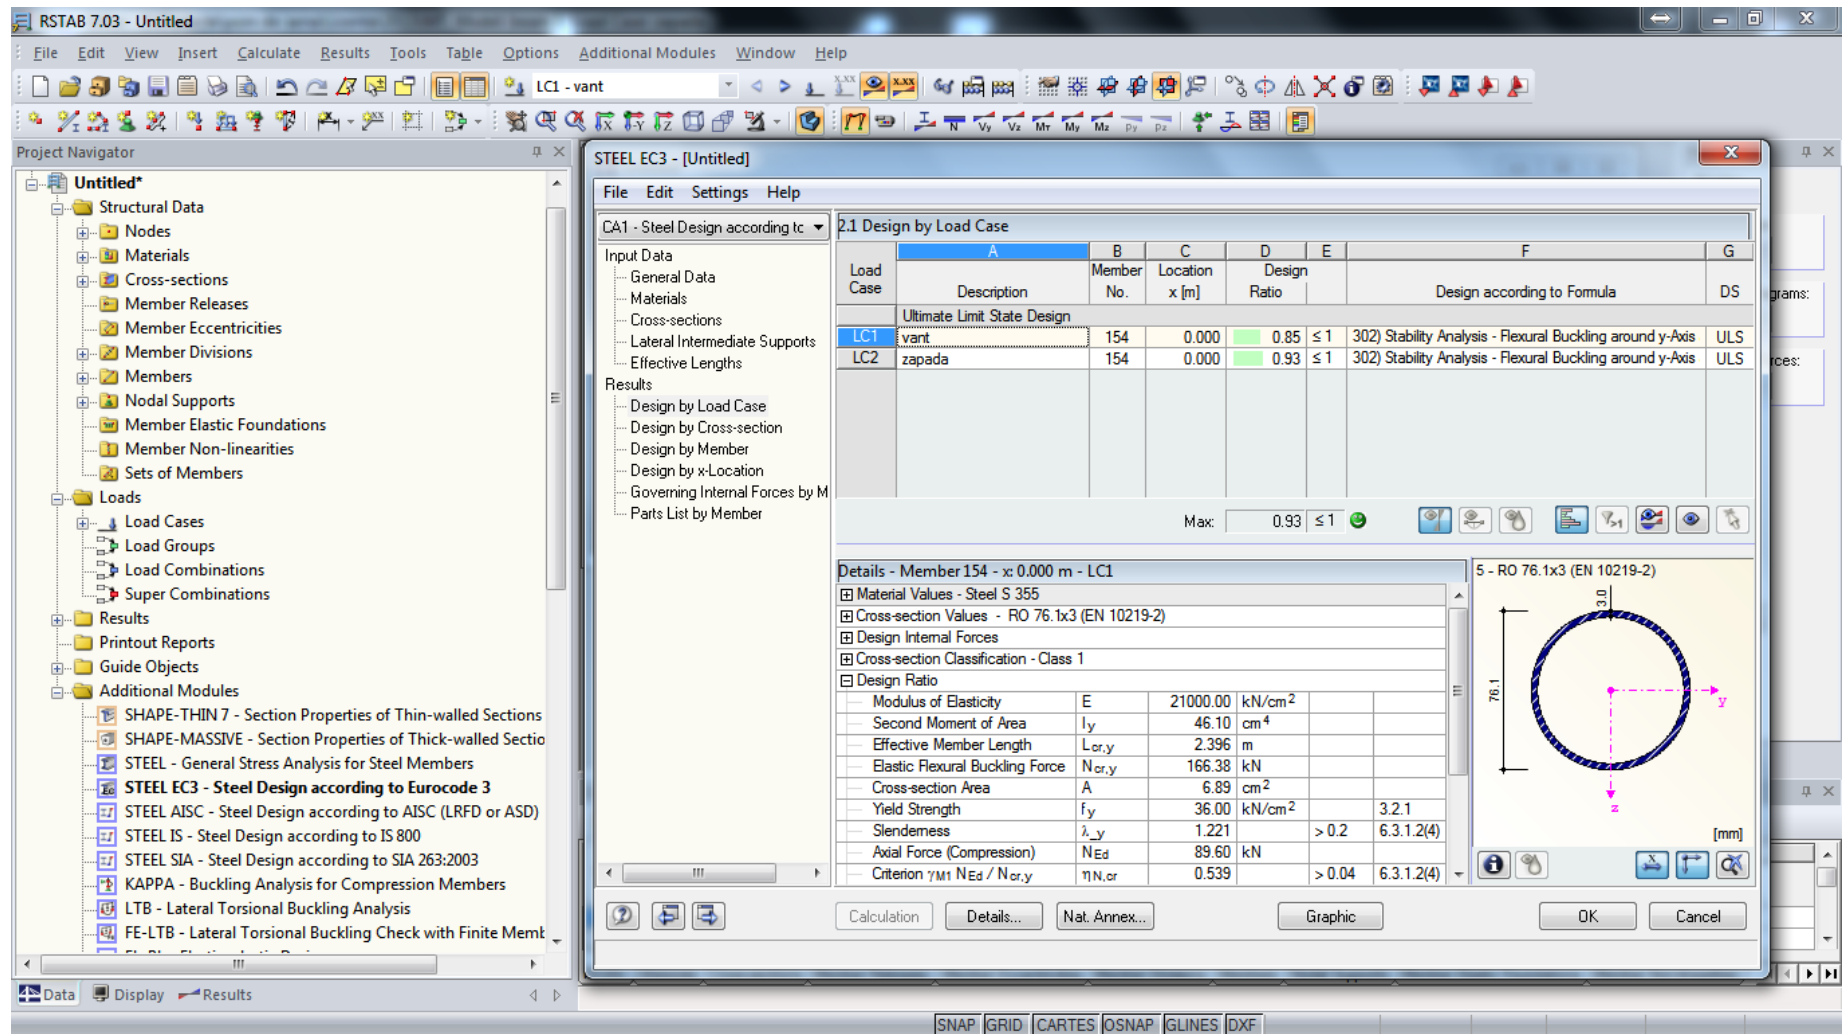 RSTAB 7.03 - Untitled
File Edit View Insert Calculate Results Tools Table Options Additional Modules Window Help
LC1 - vant
x.xx
N Vy Vz MT My Mz py pz
Project Navigator
Untitled*
Structural Data
Nodes
Materials
Cross-sections
Member Releases
Member Eccentricities
Member Divisions
Members
Nodal Supports
Member Elastic Foundations
Member Non-linearities
Sets of Members
Loads
Load Cases
Load Groups
Load Combinations
Super Combinations
Results
Printout Reports
Guide Objects
Additional Modules
SHAPE-THIN 7 - Section Properties of Thin-walled Sections
SHAPE-MASSIVE - Section Properties of Thick-walled Sectio
STEEL - General Stress Analysis for Steel Members
STEEL EC3 - Steel Design according to Eurocode 3
STEEL AISC - Steel Design according to AISC (LRFD or ASD)
STEEL IS - Steel Design according to IS 800
STEEL SIA - Steel Design according to SIA 263:2003
KAPPA - Buckling Analysis for Compression Members
LTB - Lateral Torsional Buckling Analysis
FE-LTB - Lateral Torsional Buckling Check with Finite Memb
Data Display Results
STEEL EC3 - [Untitled]
File Edit Settings Help
CA1 - Steel Design according tc
Input Data
General Data
Materials
Cross-sections
Lateral Intermediate Supports
Effective Lengths
Results
Design by Load Case
Design by Cross-section
Design by Member
Design by x-Location
Governing Internal Forces by M
Parts List by Member
2.1 Design by Load Case
A B C D E F G
Load Case Description Member No. Location x [m] Design Ratio Design according to Formula DS
Ultimate Limit State Design
LC1 vant 154 0.000 0.85 ≤ 1 302) Stability Analysis - Flexural Buckling around y-Axis ULS
LC2 zapada 154 0.000 0.93 ≤ 1 302) Stability Analysis - Flexural Buckling around y-Axis ULS
Max: 0.93 ≤ 1
Details - Member 154 - x: 0.000 m - LC1
Material Values - Steel S 355
Cross-section Values - RO 76.1x3 (EN 10219-2)
Design Internal Forces
Cross-section Classification - Class 1
Design Ratio
Modulus of Elasticity E 21000.00 kN/cm2
Second Moment of Area Iy 46.10 cm4
Effective Member Length Lcr,y 2.396 m
Elastic Flexural Buckling Force Ncr,y 166.38 kN
Cross-section Area A 6.89 cm2
Yield Strength fy 36.00 kN/cm2 3.2.1
Slenderness λ_y 1.221 > 0.2 6.3.1.2(4)
Axial Force (Compression) NEd 89.60 kN
Criterion γM1 NEd / Ncr,y ηN,cr 0.539 > 0.04 6.3.1.2(4)
5 - RO 76.1x3 (EN 10219-2)
3.0
76.1
y
z
[mm]
Calculation Details... Nat. Annex... Graphic OK Cancel
grams:
rces:
SNAP GRID CARTES OSNAP GLINES DXF